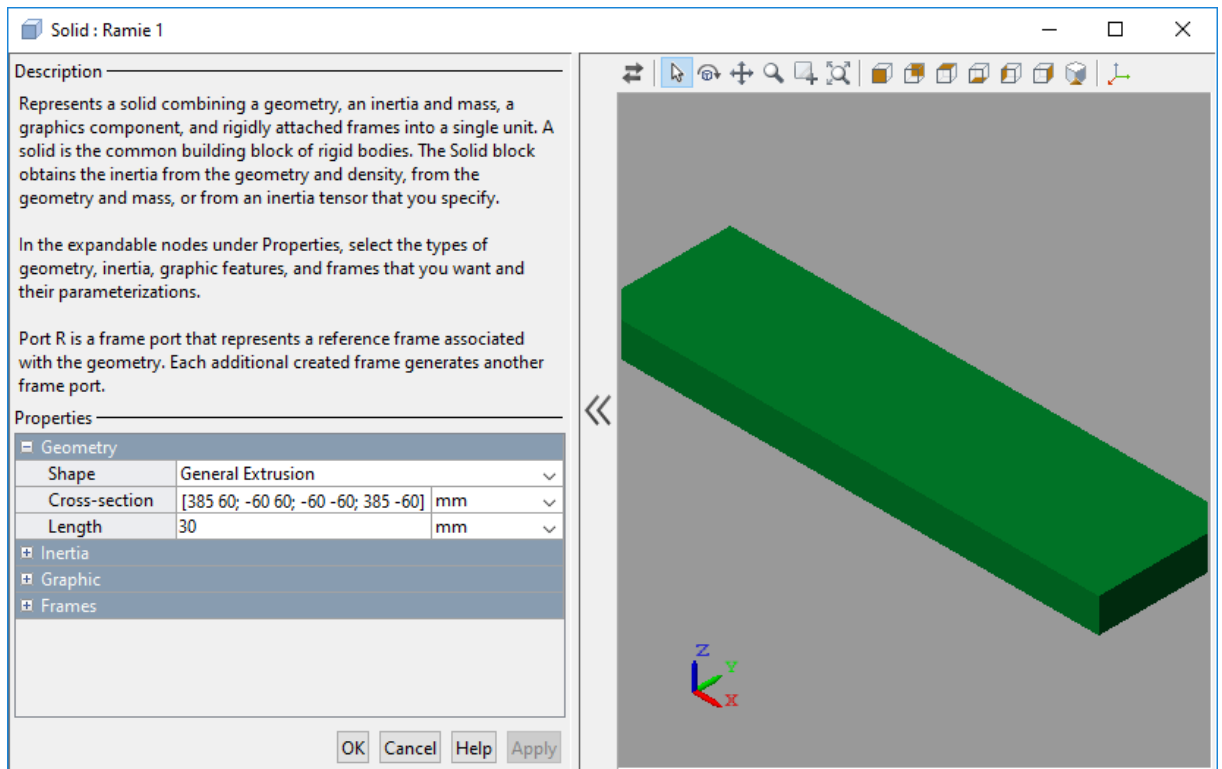 Solid : Ramie 1
Description
Represents a solid combining a geometry, an inertia and mass, a
graphics component, and rigidly attached frames into a single unit. A
solid is the common building block of rigid bodies. The Solid block
obtains the inertia from the geometry and density, from the
geometry and mass, or from an inertia tensor that you specify.
In the expandable nodes under Properties, select the types of
geometry, inertia, graphic features, and frames that you want and
their parameterizations.
Port R is a frame port that represents a reference frame associated
with the geometry. Each additional created frame generates another
frame port.
Properties
Geometry
Shape General Extrusion
Cross-section [385 60; -60 60; -60 -60; 385 -60] mm
Length 30 mm
Inertia
Graphic
Frames
OK Cancel Help Apply
Z
Y
X